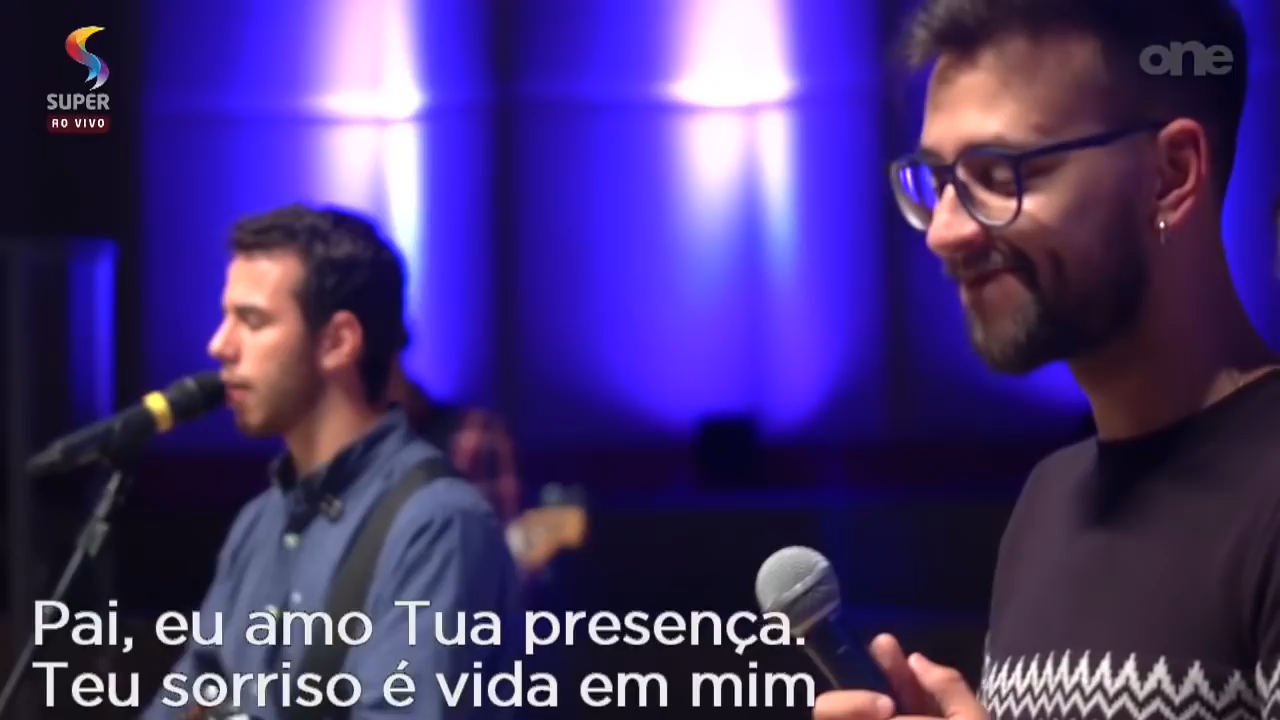 SUPER
AO VIVO
one
Pai, eu amo Tua presença.
Teu sorriso é vida em mim